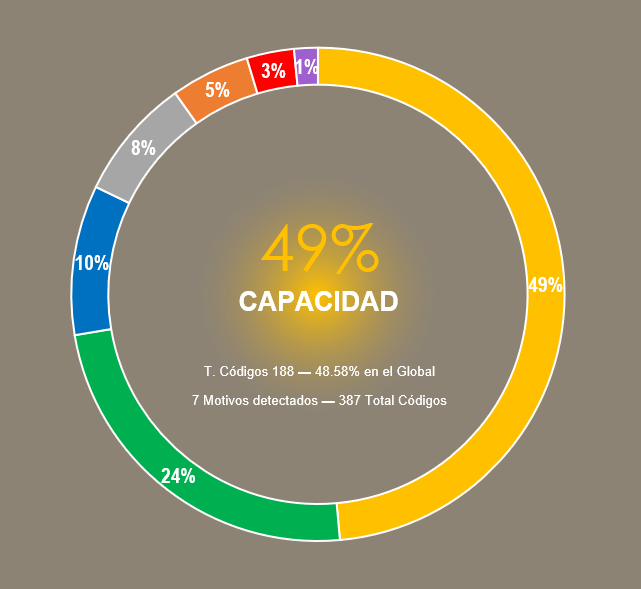 1%
3%
5%
8%
49%
10%
49%
CAPACIDAD
T. Códigos 188 — 48.58% en el Global
7 Motivos detectados — 387 Total Códigos
24%